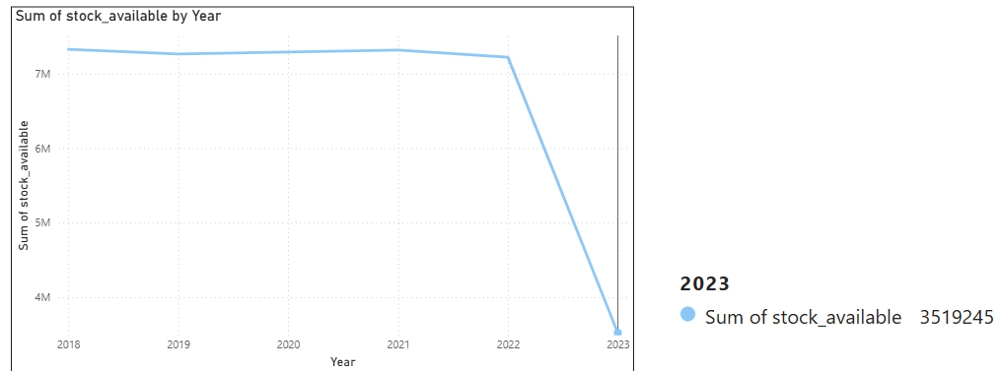 Sum of stock_available by Year
Sum of stock_available
7M
6M
5M
4M
2018 2019 2020 2021 2022 2023
Year
2023
Sum of stock_available 3519245